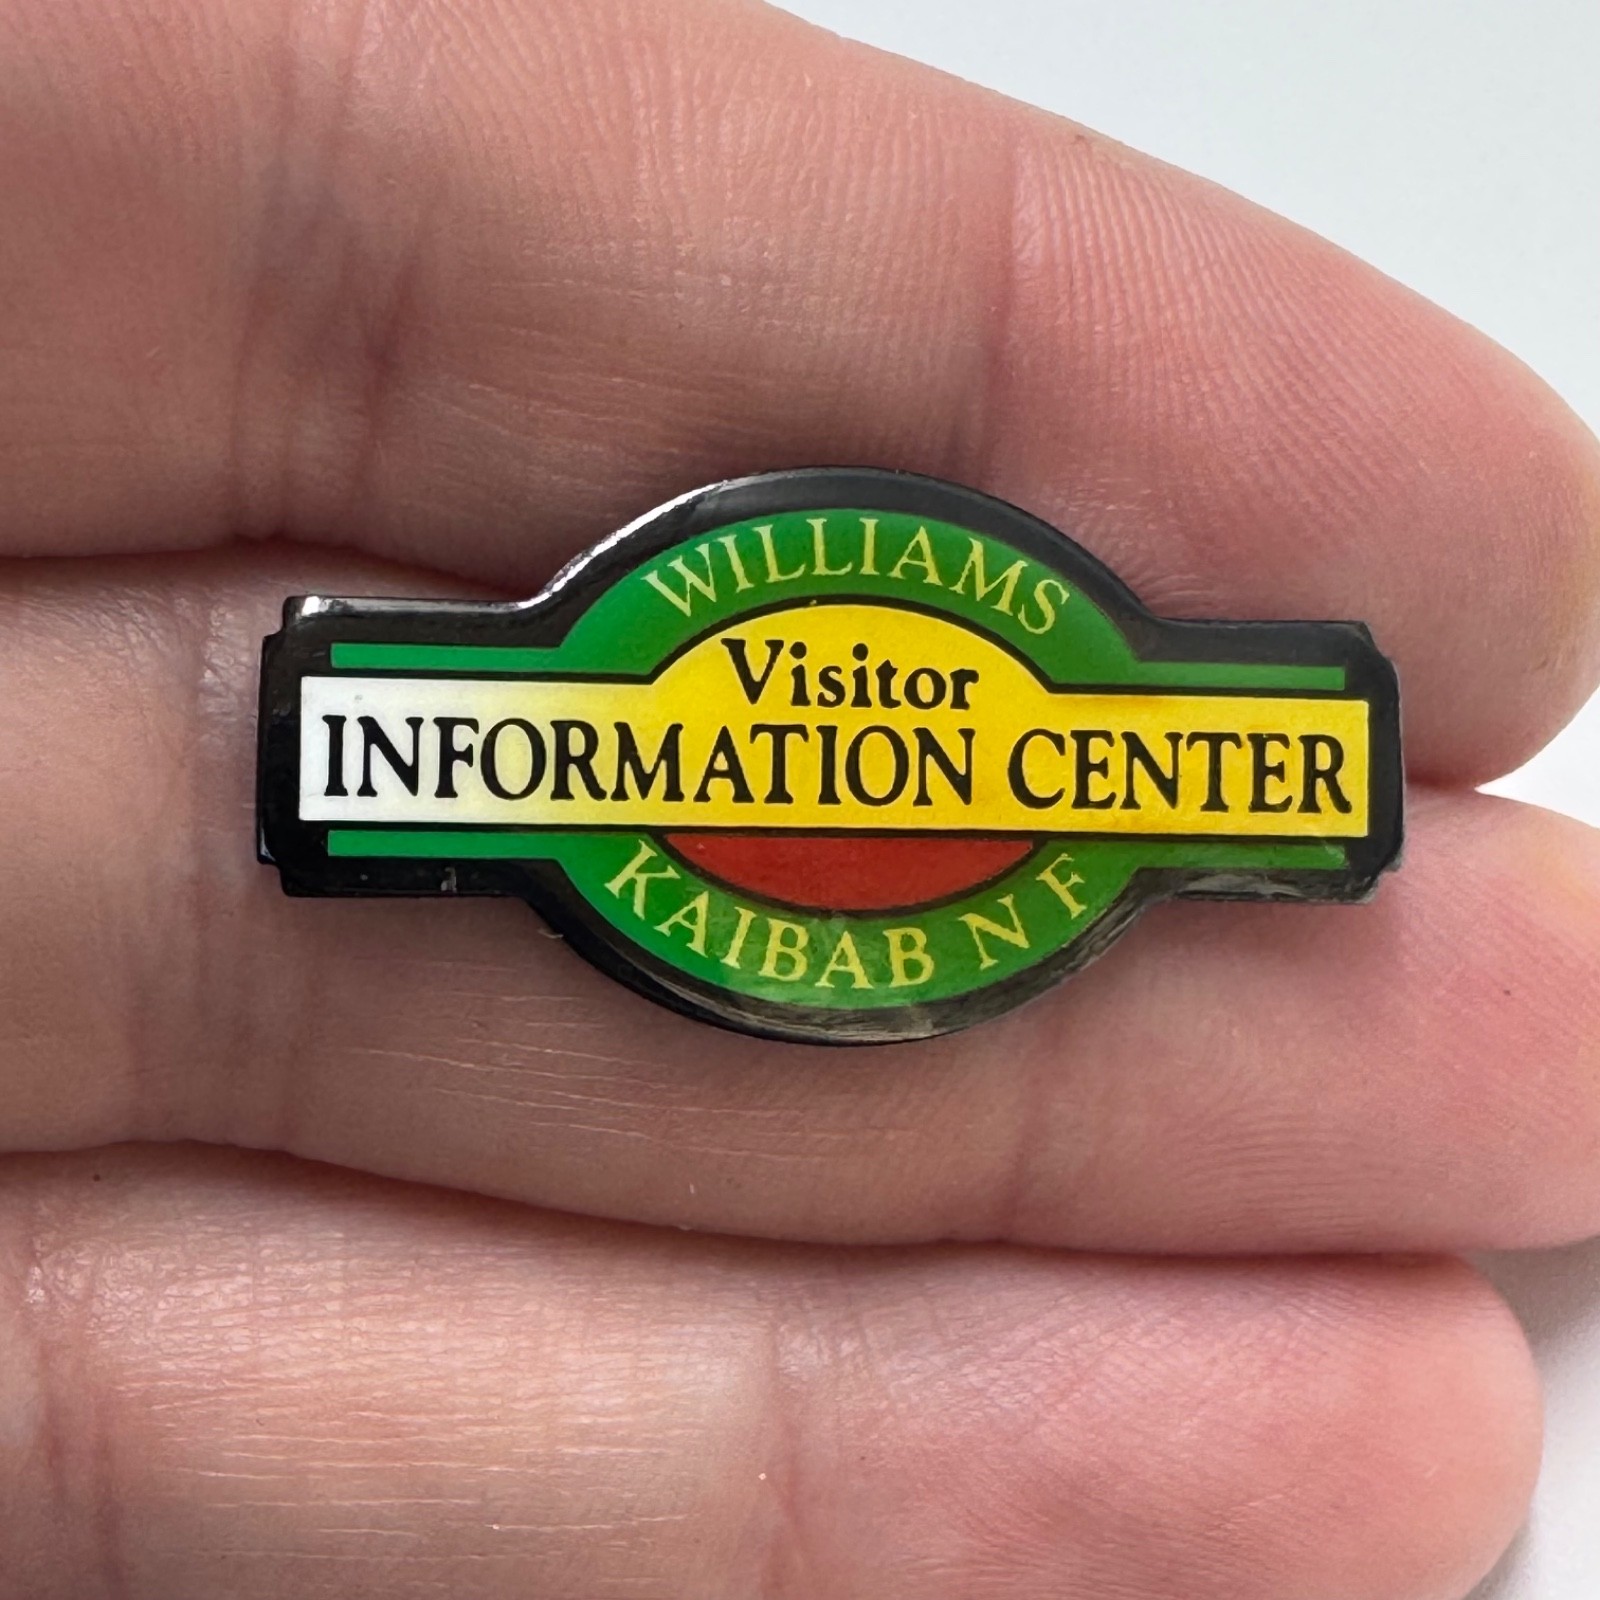 WILLIAMS
Visitor
INFORMATION CENTER
KAIBAB N F